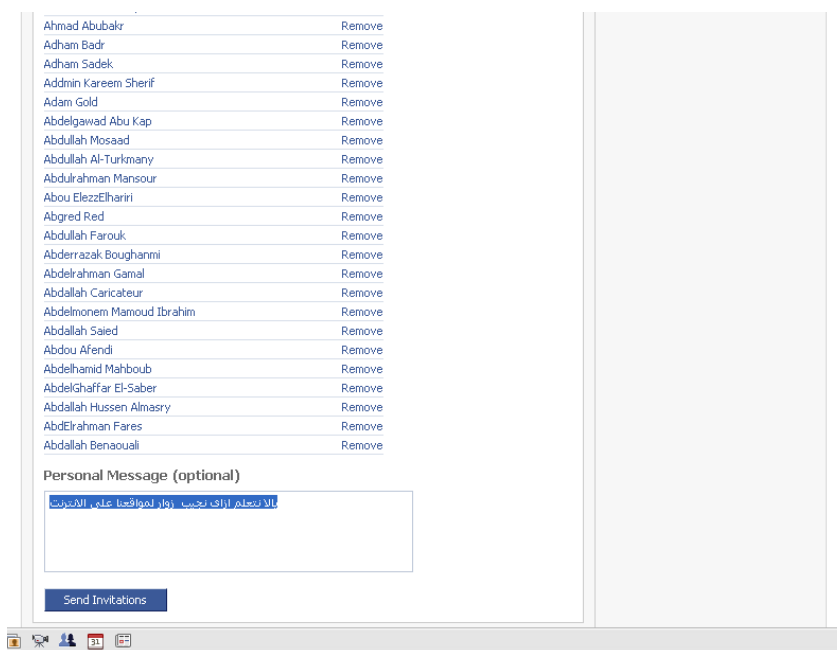 Ahmad Abubakr Remove
Adham Badr Remove
Adham Sadek Remove
Addmin Kareem Sherif Remove
Adam Gold Remove
Abdelgawad Abu Kap Remove
Abdullah Mosaad Remove
Abdullah Al-Turkmany Remove
Abdulrahman Mansour Remove
Abou ElezzElhariri Remove
Abgred Red Remove
Abdullah Farouk Remove
Abderrazak Boughanmi Remove
Abdelrahman Gamal Remove
Abdallah Caricateur Remove
Abdelmonem Mamoud Ibrahim Remove
Abdallah Saied Remove
Abdou Afendi Remove
Abdelhamid Mahboub Remove
AbdelGhaffar El-Saber Remove
Abdallah Hussen Almasry Remove
AbdElrahman Fares Remove
Abdallah Benaouali Remove
Personal Message (optional)
يالا نتعلم ازاى نجيب زوار لمواقعنا على الانترنت
Send Invitations
31